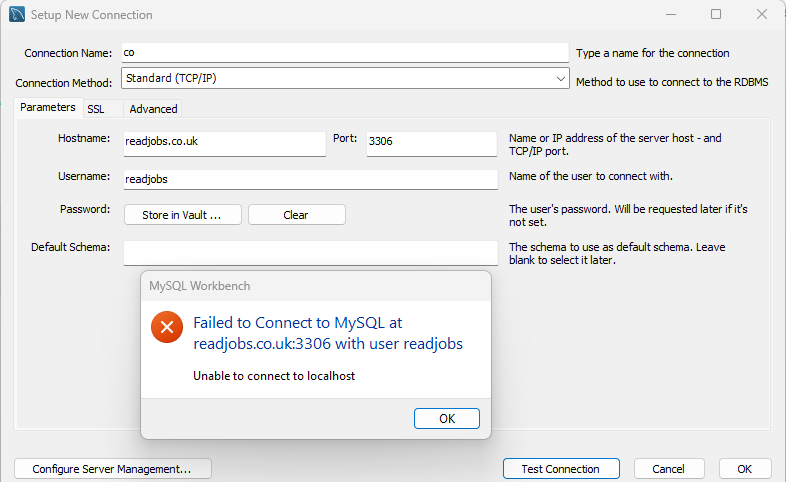 Setup New Connection
Connection Name: co Type a name for the connection
Connection Method: Standard (TCP/IP) Method to use to connect to the RDBMS
Parameters SSL Advanced
Hostname: readjobs.co.uk Port: 3306 Name or IP address of the server host - and
TCP/IP port.
Username: readjobs Name of the user to connect with.
Password: Store in Vault ... Clear The user's password. Will be requested later if it's
not set.
Default Schema: The schema to use as default schema. Leave
blank to select it later.
MySQL Workbench
Failed to Connect to MySQL at
readjobs.co.uk:3306 with user readjobs
Unable to connect to localhost
OK
Configure Server Management... Test Connection Cancel OK